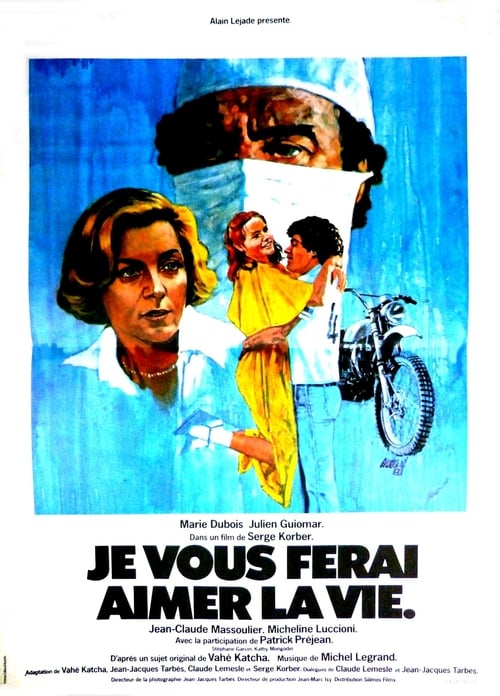 Alain Lejade presente
Marie Dubois Julien Guiomar.
Dans un film de Serge Korber.
JE VOUS FERAI
AIMER LA VIE.
Jean-Claude Massoulier. Micheline Luccioni.
Avec la participation de Patrick Préjean.
Stéphane Garcin. Kathy Mongodin
D'après un sujet original de Vahé Katcha. Musique de Michel Legrand.
Adaptation de Vahé Katcha, Jean-Jacques Tarbès, Claude Lemesle et Serge Korber. Dialogues de Claude Lemesle et Jean-Jacques Tarbes.
Directeur de la photographie Jean-Jacques Tarbès. Directeur de production Jean-Marc Isy. Distribution Silènes Films